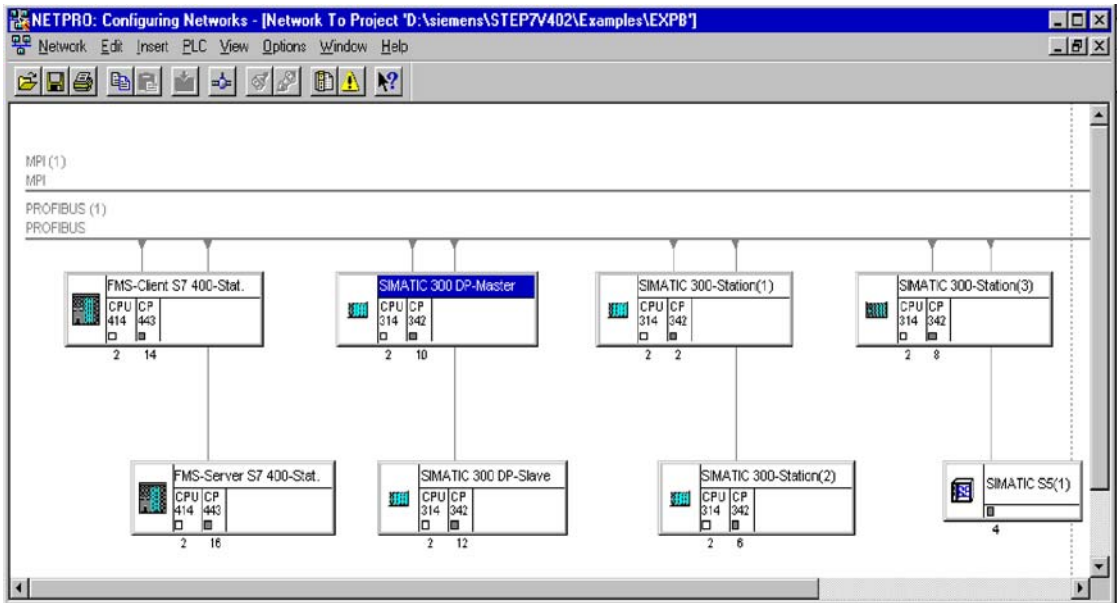 NETPRO: Configuring Networks - [Network To Project 'D:\siemens\STEP7V402\Examples\EXPB']
Network Edit Insert PLC View Options Window Help
MPI (1)
MPI
PROFIBUS (1)
PROFIBUS
FMS-Client S7 400-Stat.
CPU CP
414 443
2 14
SIMATIC 300 DP-Master
CPU CP
314 342
2 10
SIMATIC 300-Station(1)
CPU CP
314 342
2 2
SIMATIC 300-Station(3)
CPU CP
314 342
2 8
FMS-Server S7 400-Stat.
CPU CP
414 443
2 16
SIMATIC 300 DP-Slave
CPU CP
314 342
2 12
SIMATIC 300-Station(2)
CPU CP
314 342
2 6
SIMATIC S5(1)
4